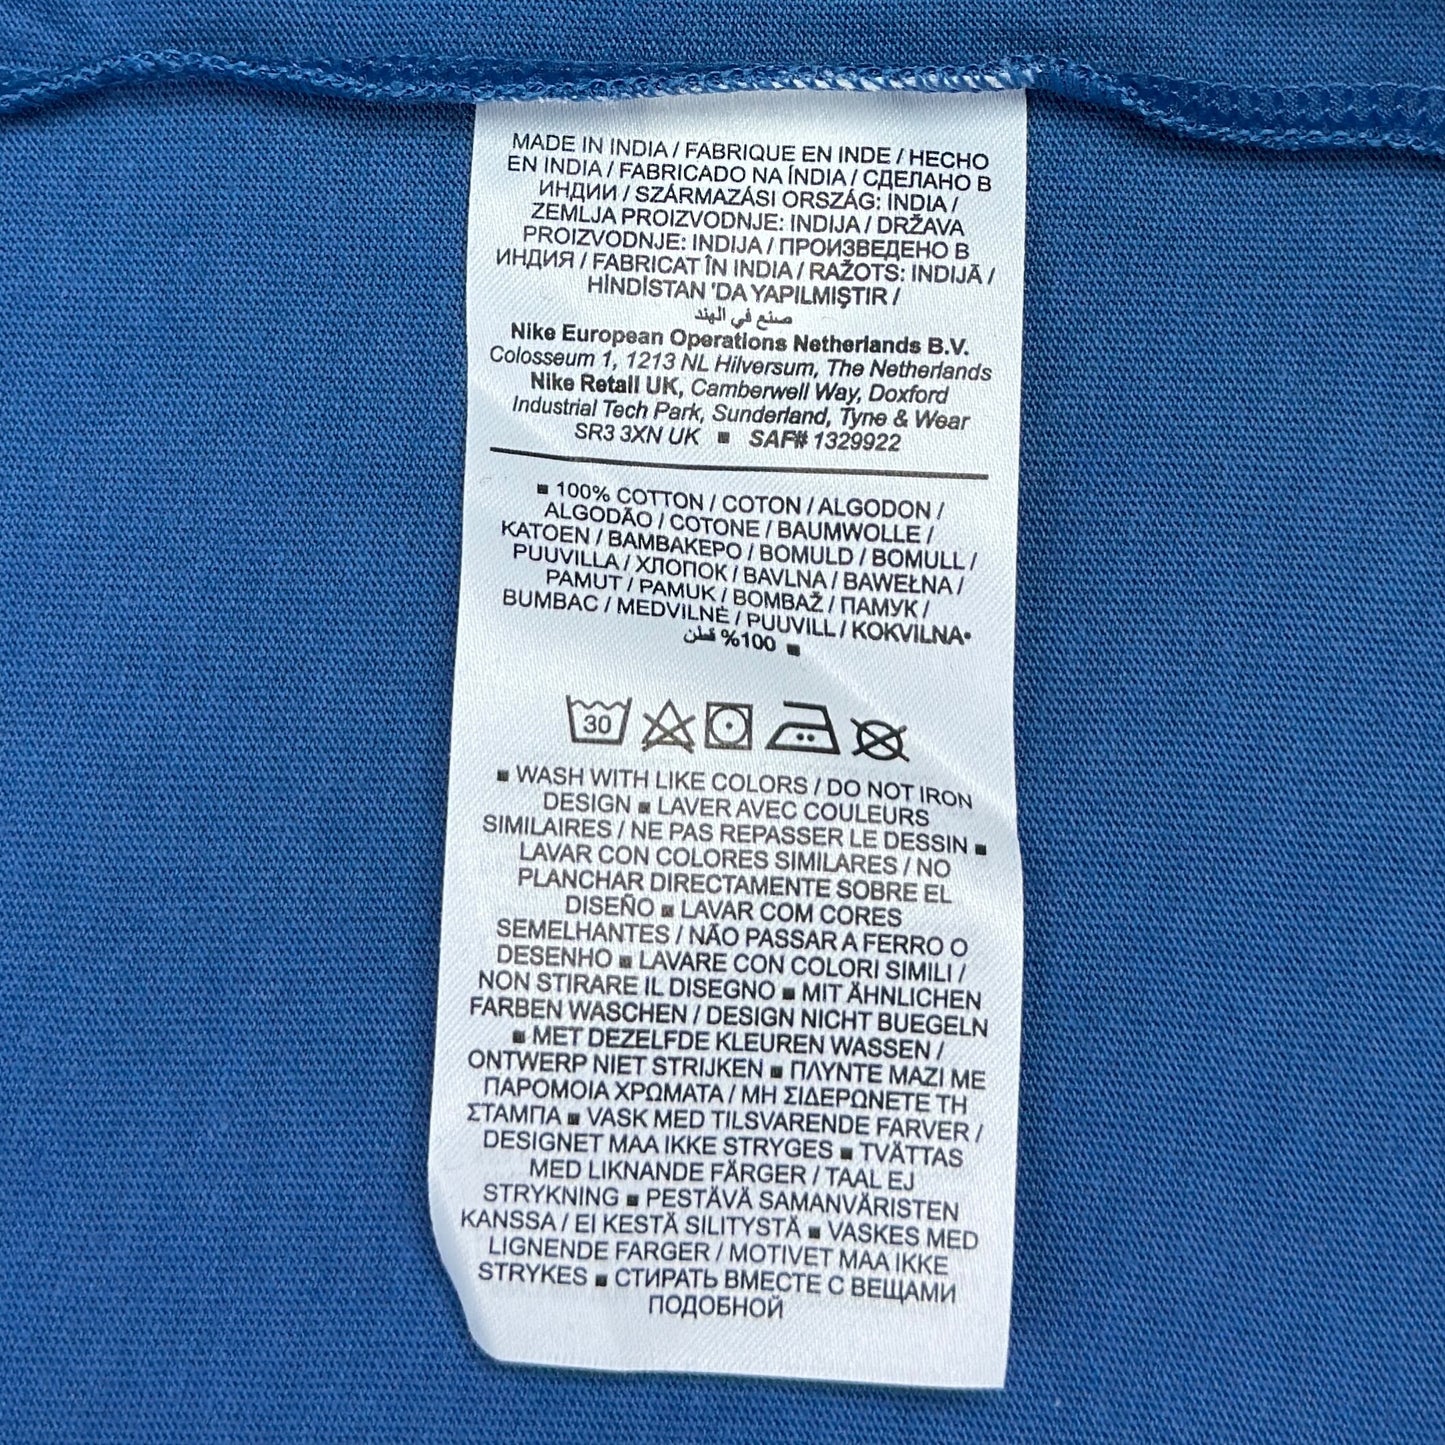 MADE IN INDIA / FABRIQUE EN INDE / HECHO
EN INDIA / FABRICADO NA ÍNDIA / СДЕЛАНО В
ИНДИИ / SZÁRMAZÁSI ORSZÁG: INDIA /
ZEMLJA PROIZVODNJE: INDIJA / DRŽAVA
PROIZVODNJE: INDIJA / ПРОИЗВЕДЕНО В
ИНДИЯ / FABRICAT ÎN INDIA / RAŽOTS: INDIJĀ /
HİNDİSTAN 'DA YAPILMIŞTIR /
صنع في الهند
Nike European Operations Netherlands B.V.
Colosseum 1, 1213 NL Hilversum, The Netherlands
Nike Retail UK, Camberwell Way, Doxford
Industrial Tech Park, Sunderland, Tyne & Wear
SR3 3XN UK ■ SAF# 1329922
■ 100% COTTON / COTON / ALGODON /
ALGODÃO / COTONE / BAUMWOLLE /
KATOEN / ΒΑΜΒΑΚΕΡΟ / BOMULD / BOMULL /
PUUVILLA / ХЛОПОК / BAVLNA / BAWEŁNA /
PAMUT / PAMUK / BOMBAŽ / ПАМУК /
BUMBAC / MEDVILNĖ / PUUVILL / KOKVILNA•
100% قطن ■
30
■ WASH WITH LIKE COLORS / DO NOT IRON
DESIGN ■ LAVER AVEC COULEURS
SIMILAIRES / NE PAS REPASSER LE DESSIN ■
LAVAR CON COLORES SIMILARES / NO
PLANCHAR DIRECTAMENTE SOBRE EL
DISEÑO ■ LAVAR COM CORES
SEMELHANTES / NÃO PASSAR A FERRO O
DESENHO ■ LAVARE CON COLORI SIMILI /
NON STIRARE IL DISEGNO ■ MIT ÄHNLICHEN
FARBEN WASCHEN / DESIGN NICHT BUEGELN
■ MET DEZELFDE KLEUREN WASSEN /
ONTWERP NIET STRIJKEN ■ ΠΛΥΝΤΕ ΜΑΖΙ ΜΕ
ΠΑΡΟΜΟΙΑ ΧΡΩΜΑΤΑ / ΜΗ ΣΙΔΕΡΩΝΕΤΕ ΤΗ
ΣΤΑΜΠΑ ■ VASK MED TILSVARENDE FARVER /
DESIGNET MAA IKKE STRYGES ■ TVÄTTAS
MED LIKNANDE FÄRGER / TAAL EJ
STRYKNING ■ PESTÄVÄ SAMANVÄRISTEN
KANSSA / EI KESTÄ SILITYSTÄ ■ VASKES MED
LIGNENDE FARGER / MOTIVET MAA IKKE
STRYKES ■ СТИРАТЬ ВМЕСТЕ С ВЕЩАМИ
ПОДОБНОЙ